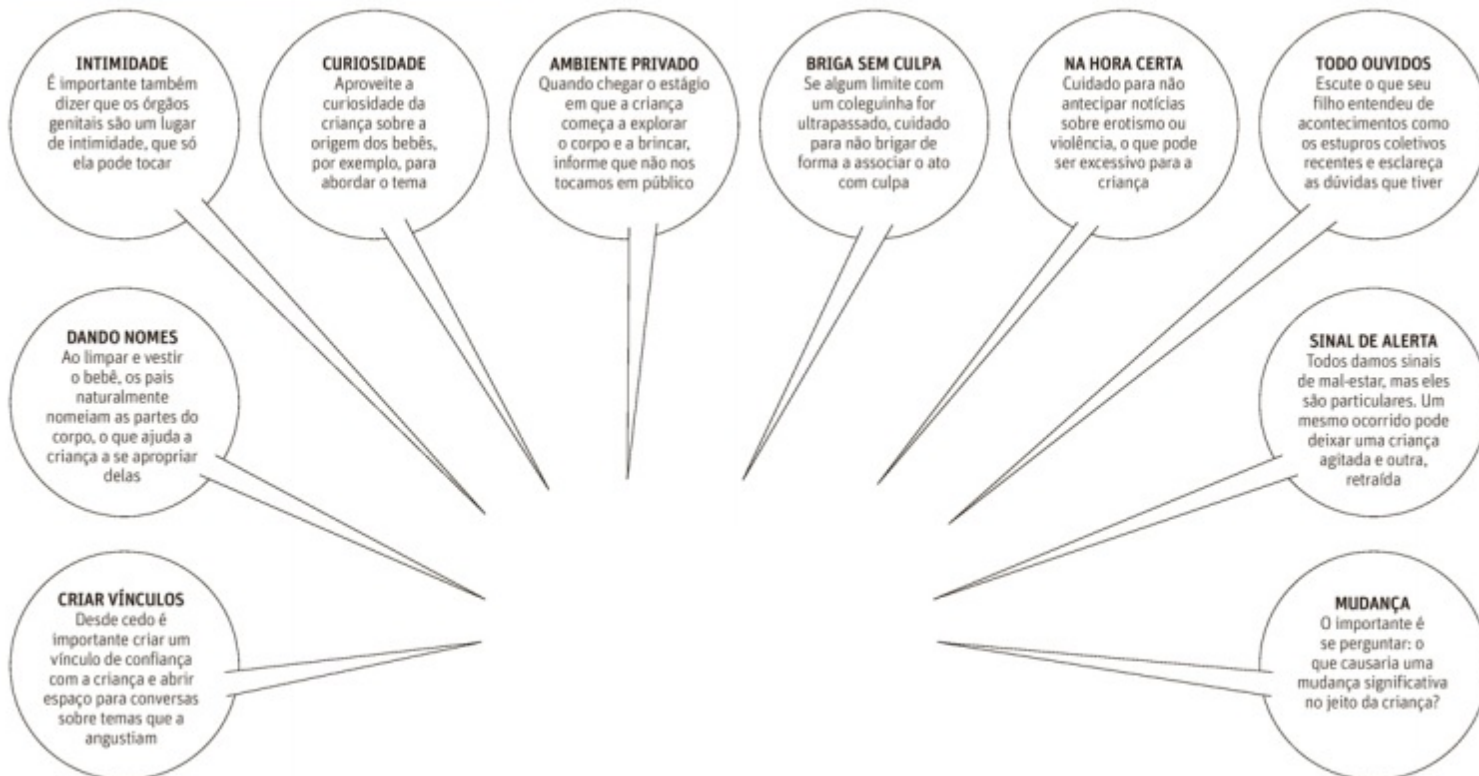 INTIMIDADE
É importante também
dizer que os órgãos
genitais são um lugar
de intimidade, que só
ela pode tocar
CURIOSIDADE
Aproveite a
curiosidade da
criança sobre a
origem dos bebês,
por exemplo, para
abordar o tema
AMBIENTE PRIVADO
Quando chegar o estágio
em que a criança
começa a explorar
o corpo e a brincar,
informe que não nos
tocamos em público
BRIGA SEM CULPA
Se algum limite com
um coleguinha for
ultrapassado, cuidado
para não brigar de
forma a associar o ato
com culpa
NA HORA CERTA
Cuidado para não
antecipar notícias
sobre erotismo ou
violência, o que pode
ser excessivo para a
criança
TODO OUVIDOS
Escute o que seu
filho entendeu de
acontecimentos como
os estupros coletivos
recentes e esclareça
as dúvidas que tiver
DANDO NOMES
Ao limpar e vestir
o bebê, os pais
naturalmente
nomeiam as partes do
corpo, o que ajuda a
criança a se apropriar
delas
SINAL DE ALERTA
Todos damos sinais
de mal-estar, mas eles
são particulares. Um
mesmo ocorrido pode
deixar uma criança
agitada e outra,
retraída
CRIAR VÍNCULOS
Desde cedo é
importante criar um
vínculo de confiança
com a criança e abrir
espaço para conversas
sobre temas que a
angustiam
MUDANÇA
O importante é
se perguntar: o
que causaria uma
mudança significativa
no jeito da criança?